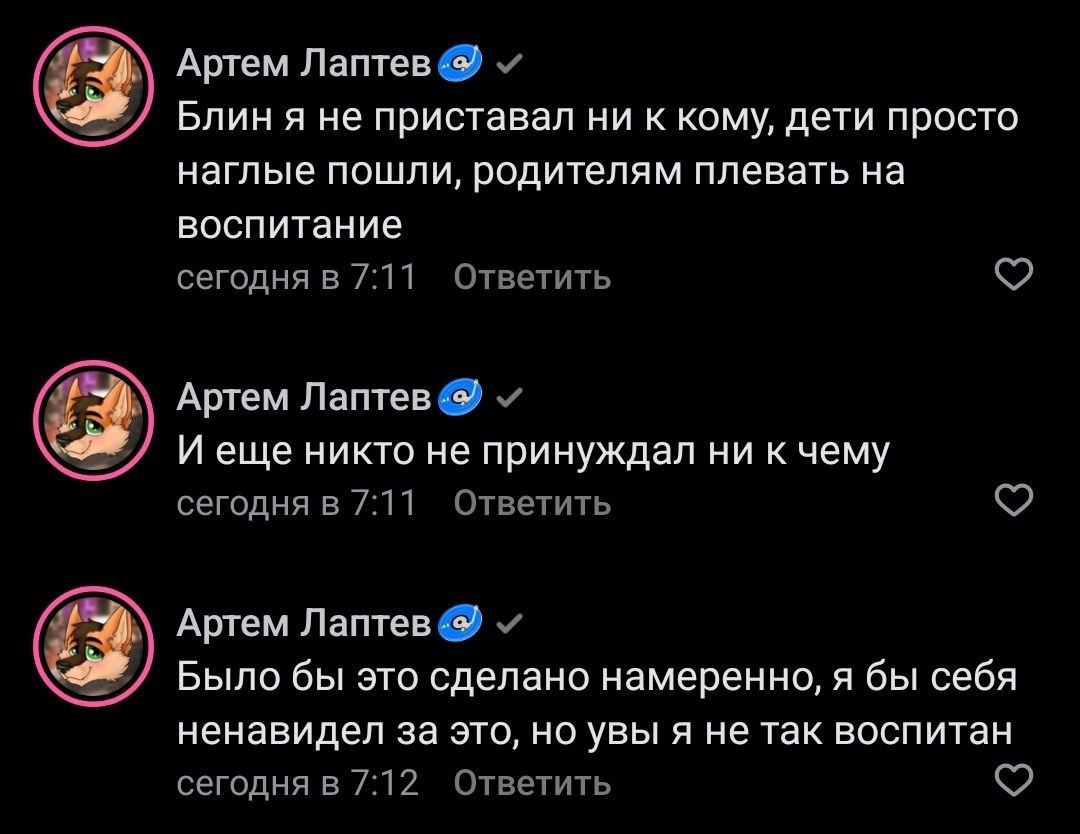 Артем Лаптев
Блин я не приставал ни к кому, дети просто
наглые пошли, родителям плевать на
воспитание
сегодня в 7:11 Ответить
Артем Лаптев
И еще никто не принуждал ни к чему
сегодня в 7:11 Ответить
Артем Лаптев
Было бы это сделано намеренно, я бы себя
ненавидел за это, но увы я не так воспитан
сегодня в 7:12 Ответить